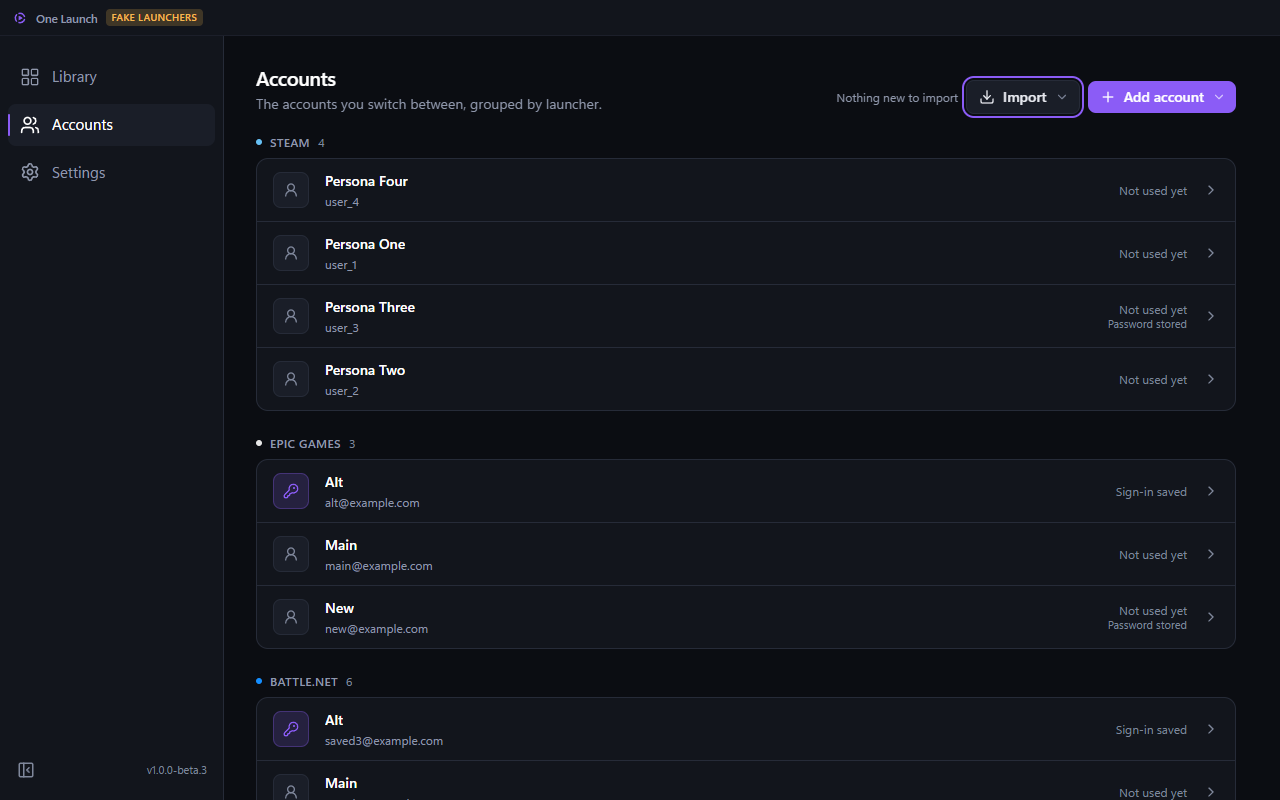 One Launch FAKE LAUNCHERS
Library
Accounts
Settings
v1.0.0-beta.3
Accounts
The accounts you switch between, grouped by launcher.
Nothing new to import
Import
Add account
STEAM 4
Persona Four
user_4
Not used yet
Persona One
user_1
Not used yet
Persona Three
user_3
Not used yet
Password stored
Persona Two
user_2
Not used yet
EPIC GAMES 3
Alt
alt@example.com
Sign-in saved
Main
main@example.com
Not used yet
New
new@example.com
Not used yet
Password stored
BATTLE.NET 6
Alt
saved3@example.com
Sign-in saved
Main
Not used yet